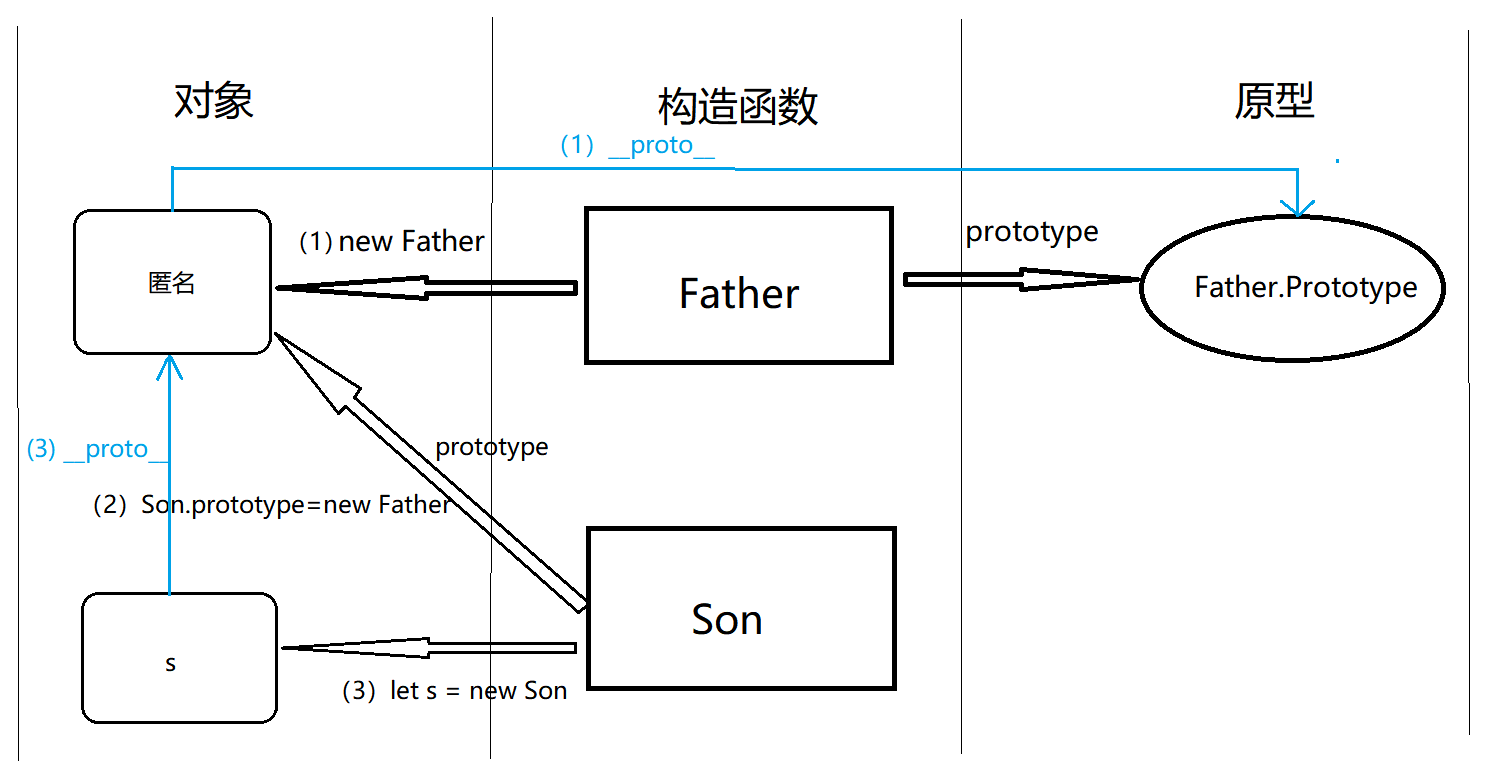 对象
构造函数
原型
(1) __proto__
(1) new Father
prototype
匿名
Father
Father.Prototype
(3) __proto__
prototype
(2) Son.prototype=new Father
Son
s
(3) let s = new Son